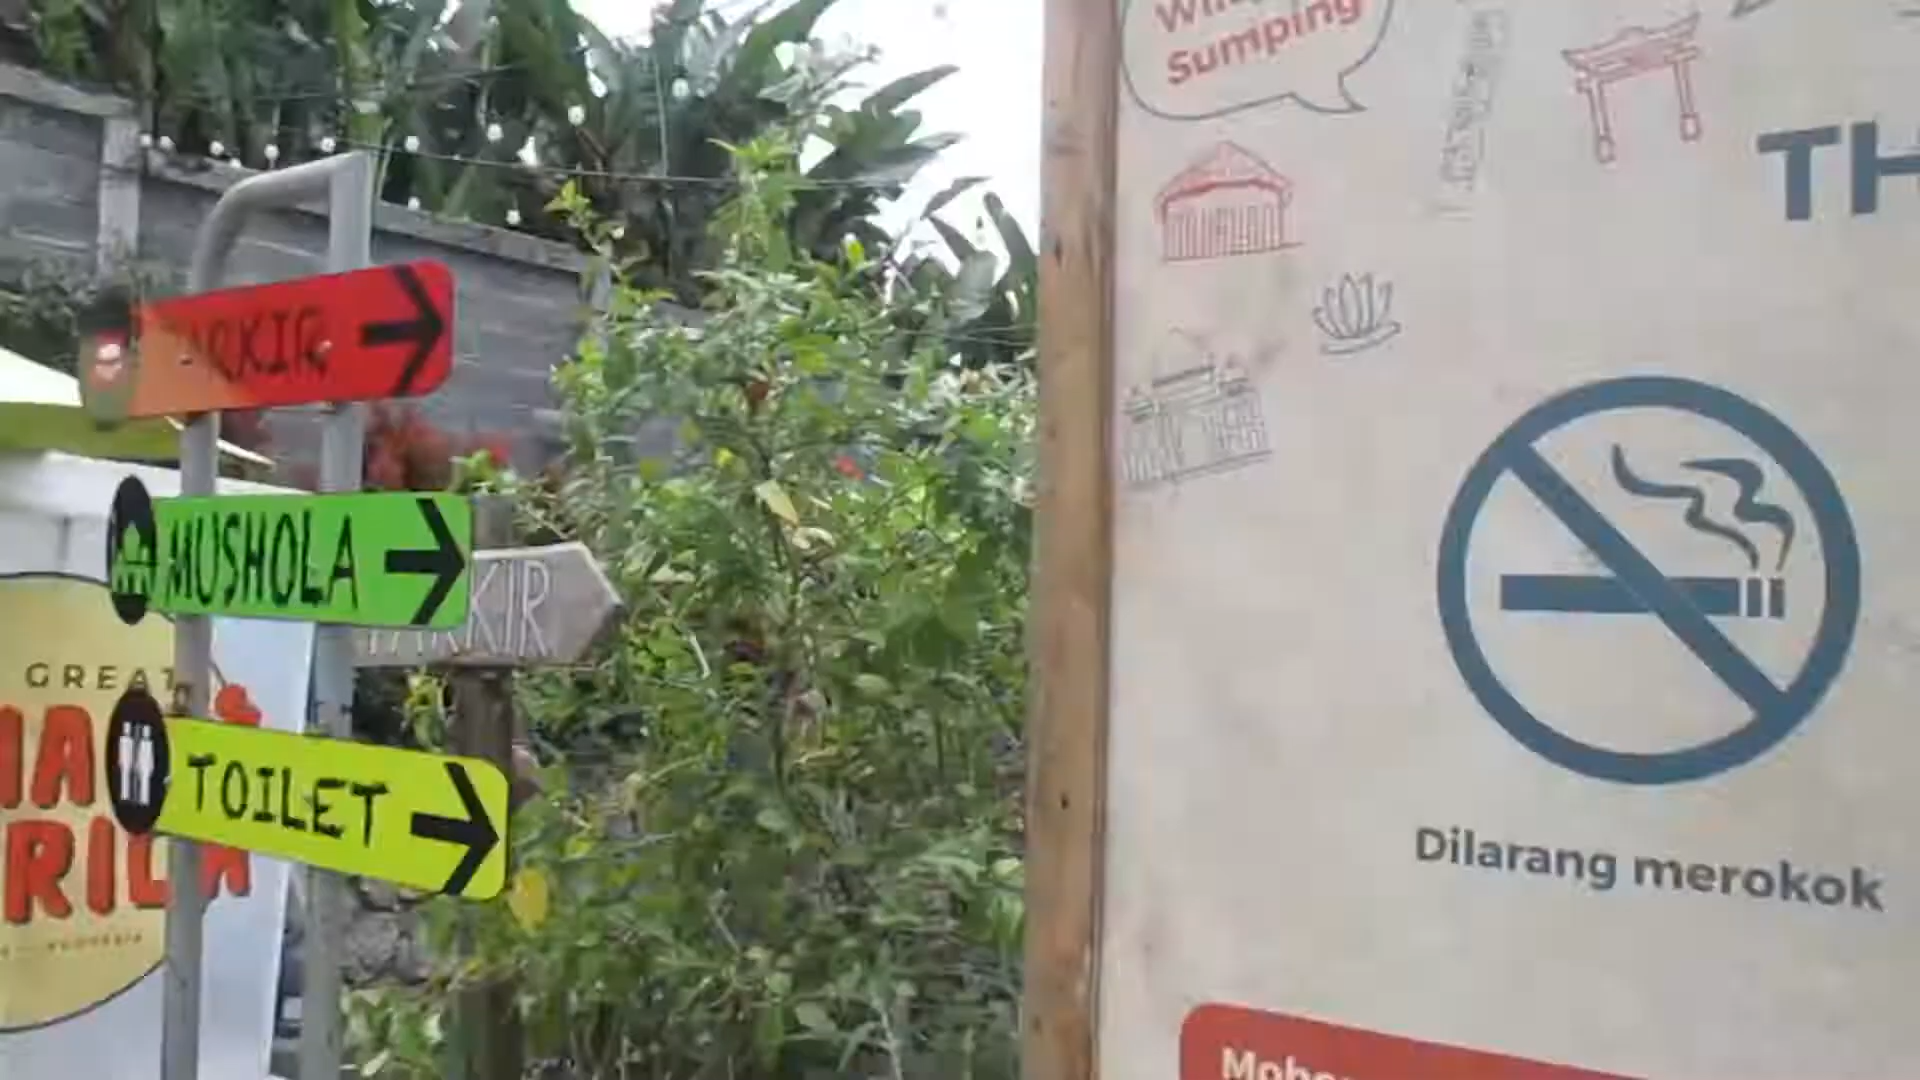 Sumping
TH
PARKIR
MUSHOLA
PARKIR
GREAT
TOILET
Dilarang merokok